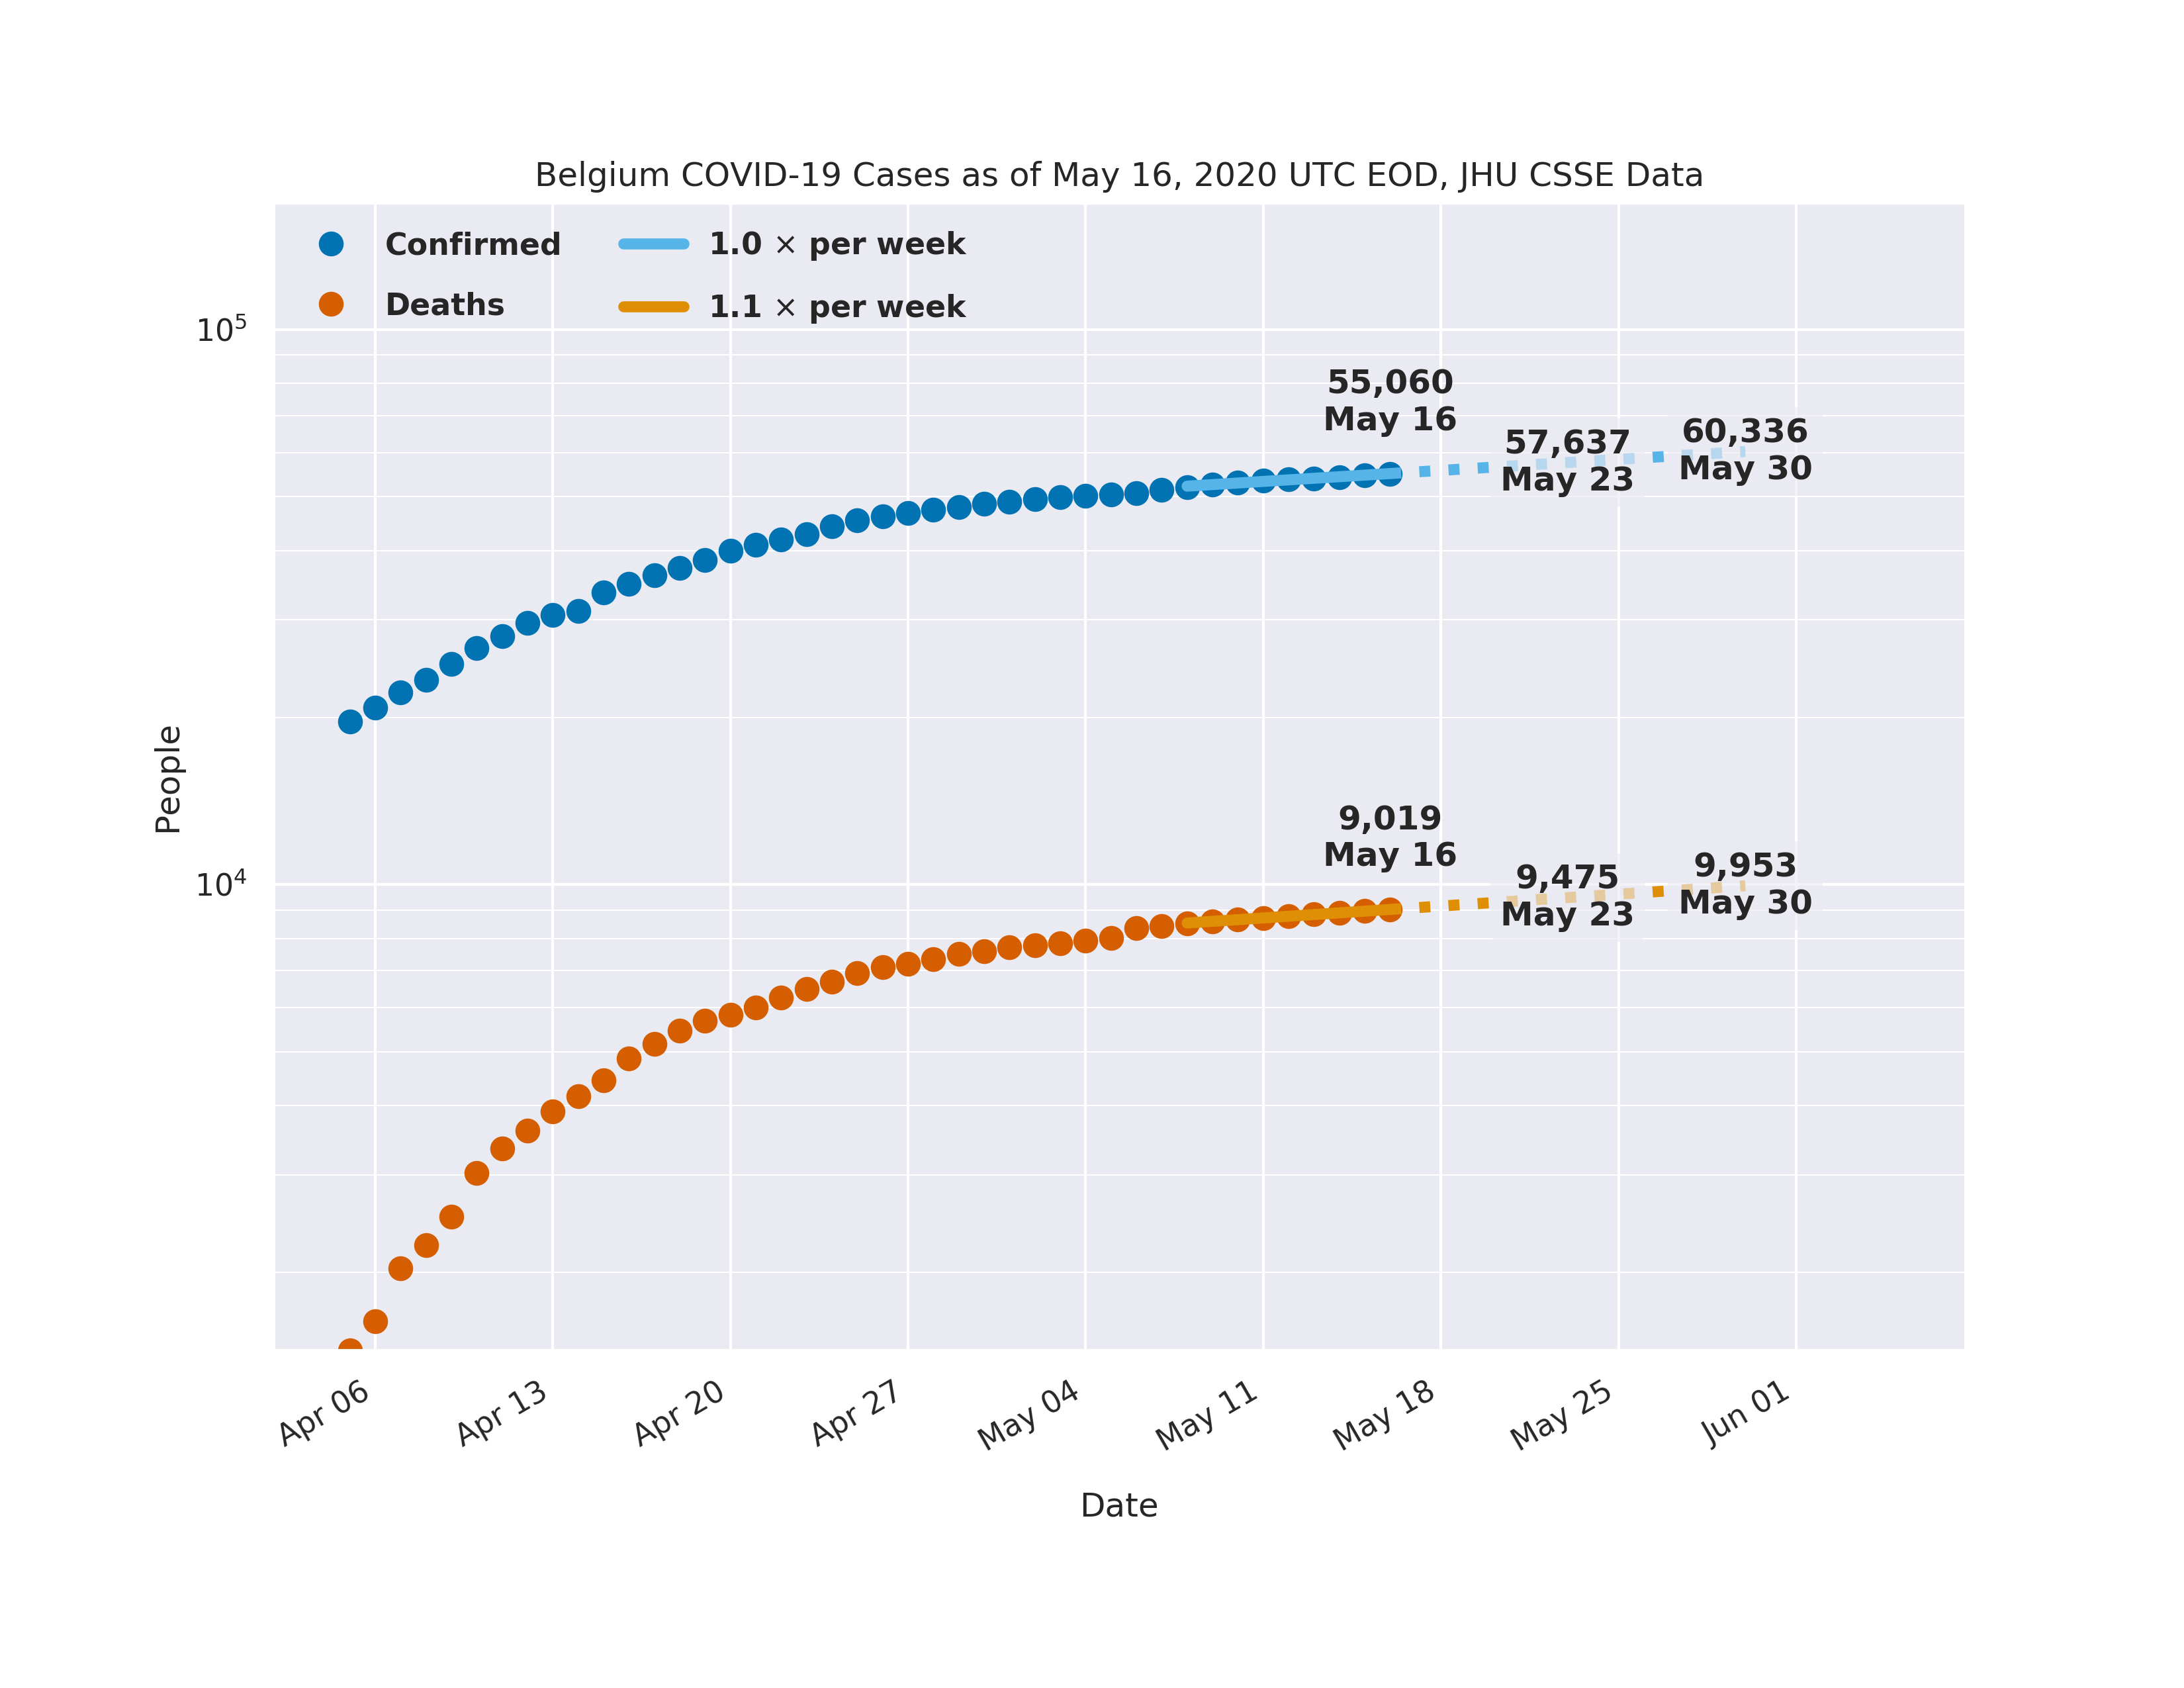 Belgium COVID-19 Cases as of May 16, 2020 UTC EOD, JHU CSSE Data
Confirmed
Deaths
1.0 × per week
1.1 × per week
10⁵
10⁴
People
55,060
May 16
57,637
May 23
60,336
May 30
9,019
May 16
9,475
May 23
9,953
May 30
Apr 06
Apr 13
Apr 20
Apr 27
May 04
May 11
May 18
May 25
Jun 01
Date